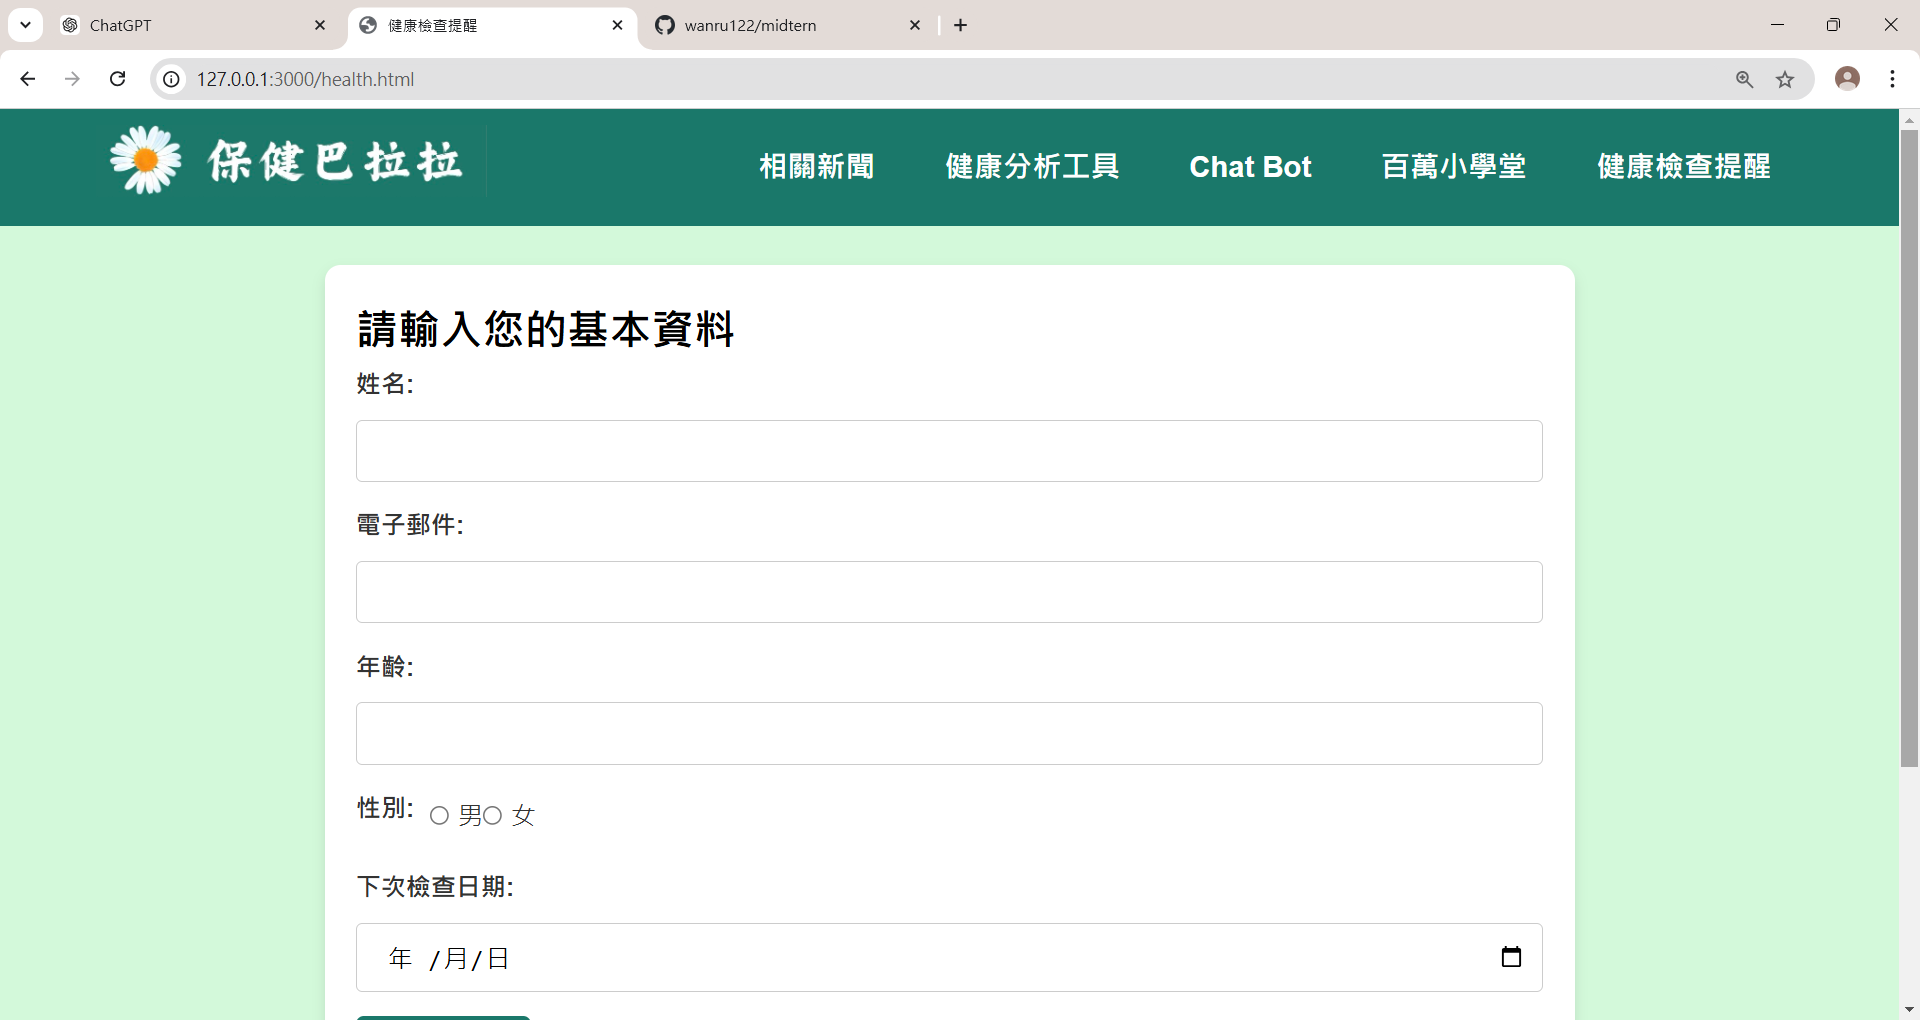 ChatGPT
健康檢查提醒
wanru122/midtern
127.0.0.1:3000/health.html
保健巴拉拉
相關新聞
健康分析工具
Chat Bot
百萬小學堂
健康檢查提醒
請輸入您的基本資料
姓名:
電子郵件:
年齡:
性別: 男 女
下次檢查日期:
年 /月/日